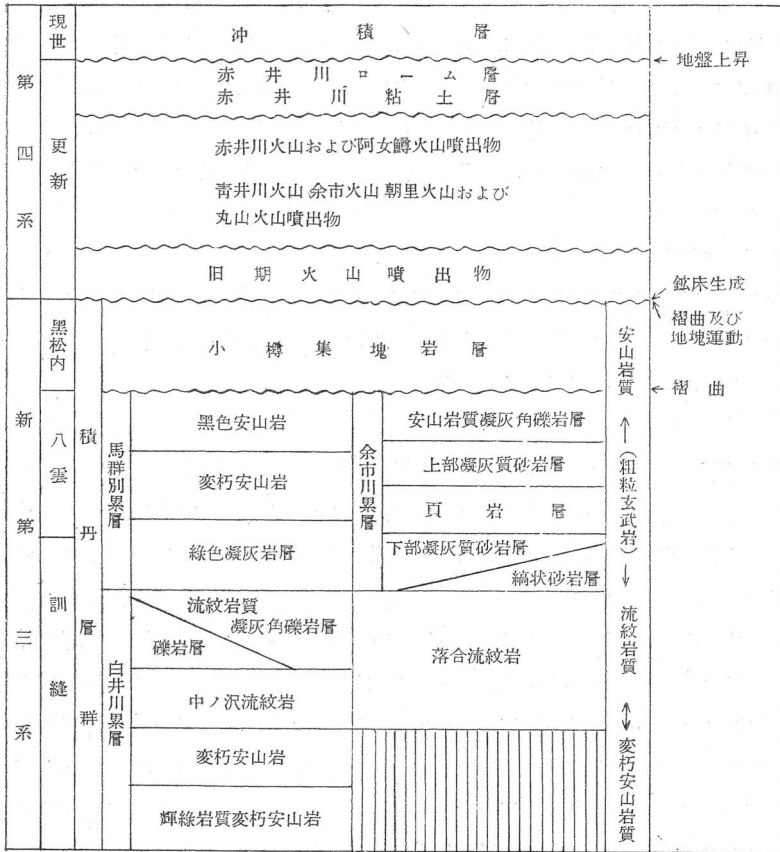 第四系
現世
冲積層
← 地盤上昇
更新
赤井川ローム層
赤井川粘土層
赤井川火山および阿女鱒火山噴出物
青井川火山、余市火山、朝里火山および
丸山火山噴出物
旧期火山噴出物
鉱床生成
褶曲及び
地塊運動
新第三系
黒松内
小樽集塊岩層
安山岩質
← 褶曲
八雲
積丹層群
馬群別累層
黒色安山岩
変朽安山岩
綠色凝灰岩層
余市川累層
安山岩質凝灰角礫岩層
上部凝灰質砂岩層
頁岩層
下部凝灰質砂岩層
縞状砂岩層
←(粗粒玄武岩)→
訓縫
白井川累層
流紋岩質
凝灰角礫岩層
礫岩層
中ノ沢流紋岩
変朽安山岩
輝綠岩質変朽安山岩
落合流紋岩
流紋岩質
↔
変朽安山岩質